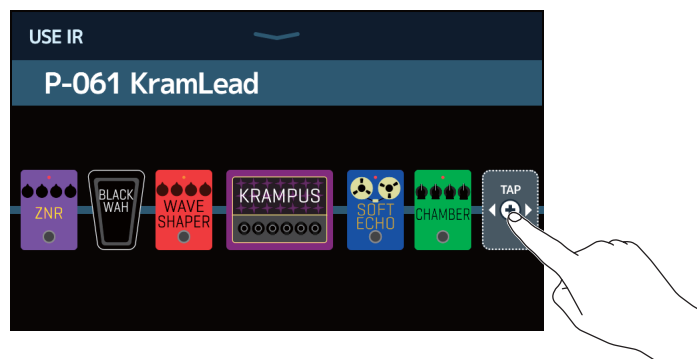 USE IR
P-061 KramLead
ZNR
BLACK
WAH
WAVE
SHAPER
KRAMPUS
SOFT
ECHO
CHAMBER
TAP